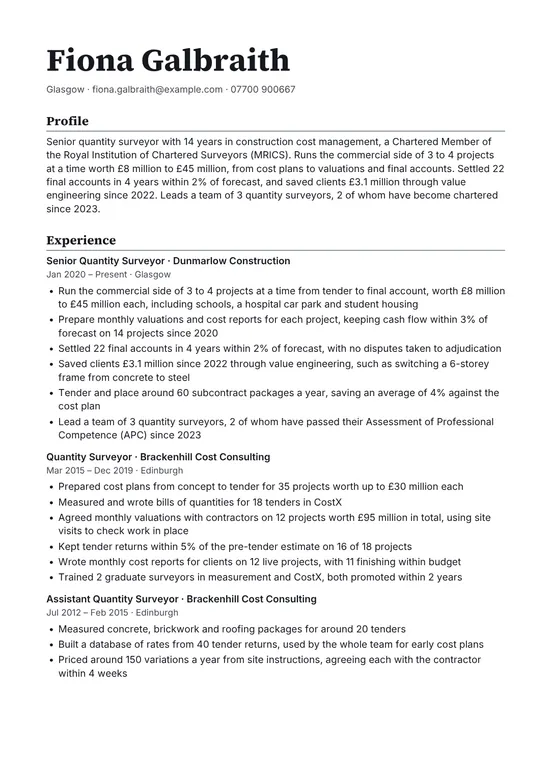 Fiona Galbraith
Glasgow · fiona.galbraith@example.com · 07700 900667
Profile
Senior quantity surveyor with 14 years in construction cost management, a Chartered Member of
the Royal Institution of Chartered Surveyors (MRICS). Runs the commercial side of 3 to 4 projects
at a time worth £8 million to £45 million, from cost plans to valuations and final accounts. Settled 22
final accounts in 4 years within 2% of forecast, and saved clients £3.1 million through value
engineering since 2022. Leads a team of 3 quantity surveyors, 2 of whom have become chartered
since 2023.
Experience
Senior Quantity Surveyor · Dunmarlow Construction
Jan 2020 – Present · Glasgow
• Run the commercial side of 3 to 4 projects at a time from tender to final account, worth £8 million
to £45 million each, including schools, a hospital car park and student housing
• Prepare monthly valuations and cost reports for each project, keeping cash flow within 3% of
forecast on 14 projects since 2020
• Settled 22 final accounts in 4 years within 2% of forecast, with no disputes taken to adjudication
• Saved clients £3.1 million since 2022 through value engineering, such as switching a 6-storey
frame from concrete to steel
• Tender and place around 60 subcontract packages a year, saving an average of 4% against the
cost plan
• Lead a team of 3 quantity surveyors, 2 of whom have passed their Assessment of Professional
Competence (APC) since 2023
Quantity Surveyor · Brackenhill Cost Consulting
Mar 2015 – Dec 2019 · Edinburgh
• Prepared cost plans from concept to tender for 35 projects worth up to £30 million each
• Measured and wrote bills of quantities for 18 tenders in CostX
• Agreed monthly valuations with contractors on 12 projects worth £95 million in total, using site
visits to check work in place
• Kept tender returns within 5% of the pre-tender estimate on 16 of 18 projects
• Wrote monthly cost reports for clients on 12 live projects, with 11 finishing within budget
• Trained 2 graduate surveyors in measurement and CostX, both promoted within 2 years
Assistant Quantity Surveyor · Brackenhill Cost Consulting
Jul 2012 – Feb 2015 · Edinburgh
• Measured concrete, brickwork and roofing packages for around 20 tenders
• Built a database of rates from 40 tender returns, used by the whole team for early cost plans
• Priced around 150 variations a year from site instructions, agreeing each with the contractor
within 4 weeks